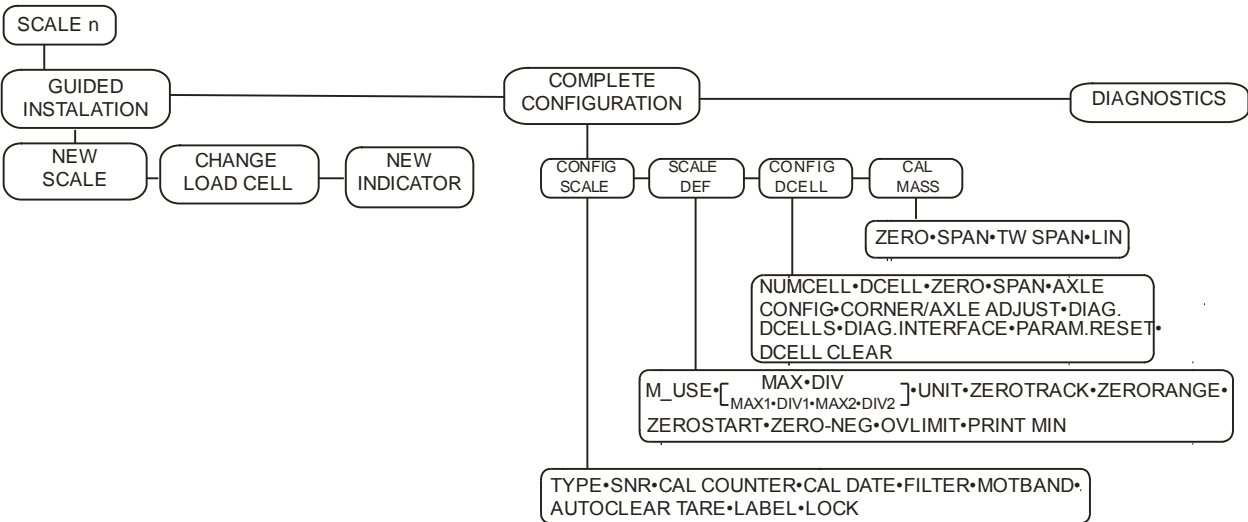 SCALE n
GUIDED
INSTALATION
COMPLETE
CONFIGURATION
DIAGNOSTICS
NEW
SCALE
CHANGE
LOAD CELL
NEW
INDICATOR
CONFIG
SCALE
SCALE
DEF
CONFIG
DCELL
CAL
MASS
ZERO•SPAN•TW SPAN•LIN
NUMCELL•DCELL•ZERO•SPAN•AXLE
CONFIG•CORNER/AXLE ADJUST•DIAG.
DCELLS•DIAG.INTERFACE•PARAM.RESET•
DCELL CLEAR
M_USE•[MAX•DIV
MAX1•DIV1•MAX2•DIV2]•UNIT•ZEROTRACK•ZERORANGE•
ZEROSTART•ZERO-NEG•OVLIMIT•PRINT MIN
TYPE•SNR•CAL COUNTER•CAL DATE•FILTER•MOTBAND•
AUTOCLEAR TARE•LABEL•LOCK